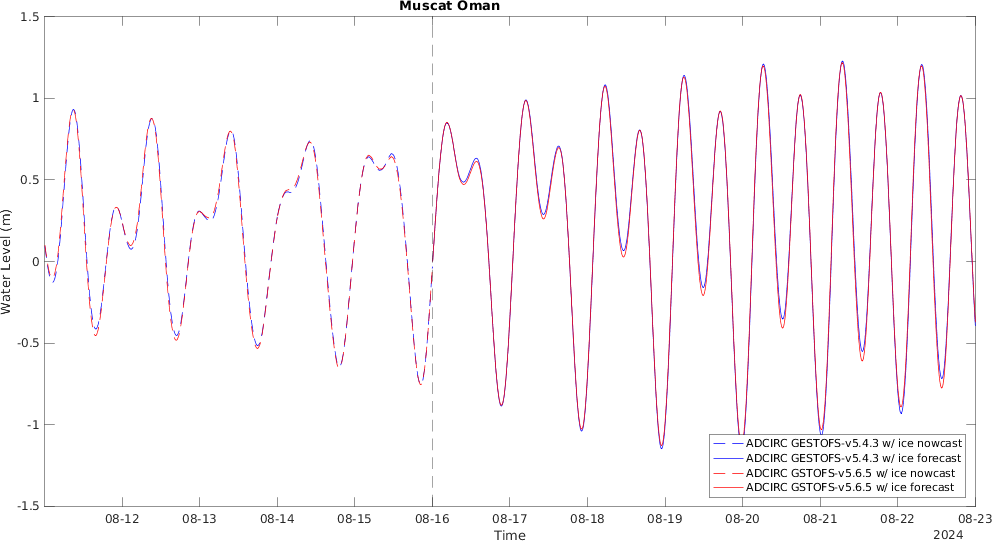 Muscat Oman
1.5
1
0.5
0
-0.5
-1
-1.5
Water Level (m)
ADCIRC GESTOFS-v5.4.3 w/ ice nowcast
ADCIRC GESTOFS-v5.4.3 w/ ice forecast
ADCIRC GSTOFS-v5.6.5 w/ ice nowcast
ADCIRC GSTOFS-v5.6.5 w/ ice forecast
08-12 08-13 08-14 08-15 08-16 08-17 08-18 08-19 08-20 08-21 08-22 08-23
Time
2024